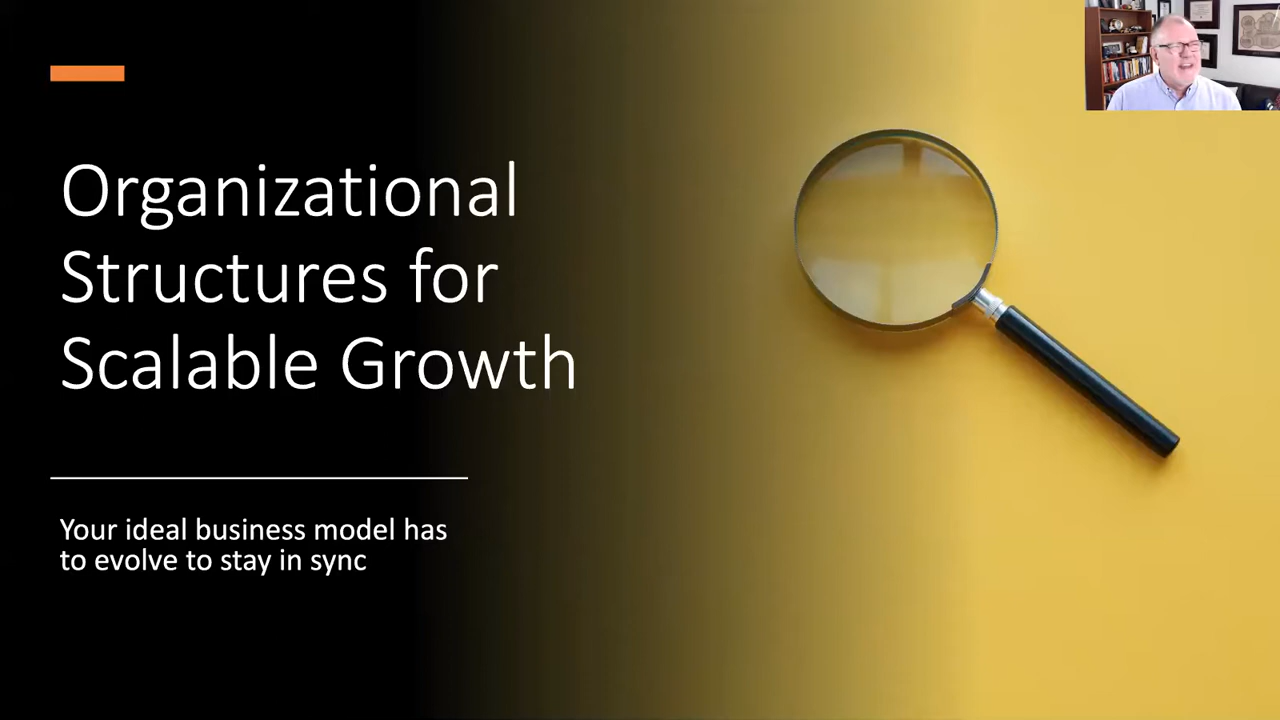 Organizational
Structures for
Scalable Growth
Your ideal business model has
to evolve to stay in sync